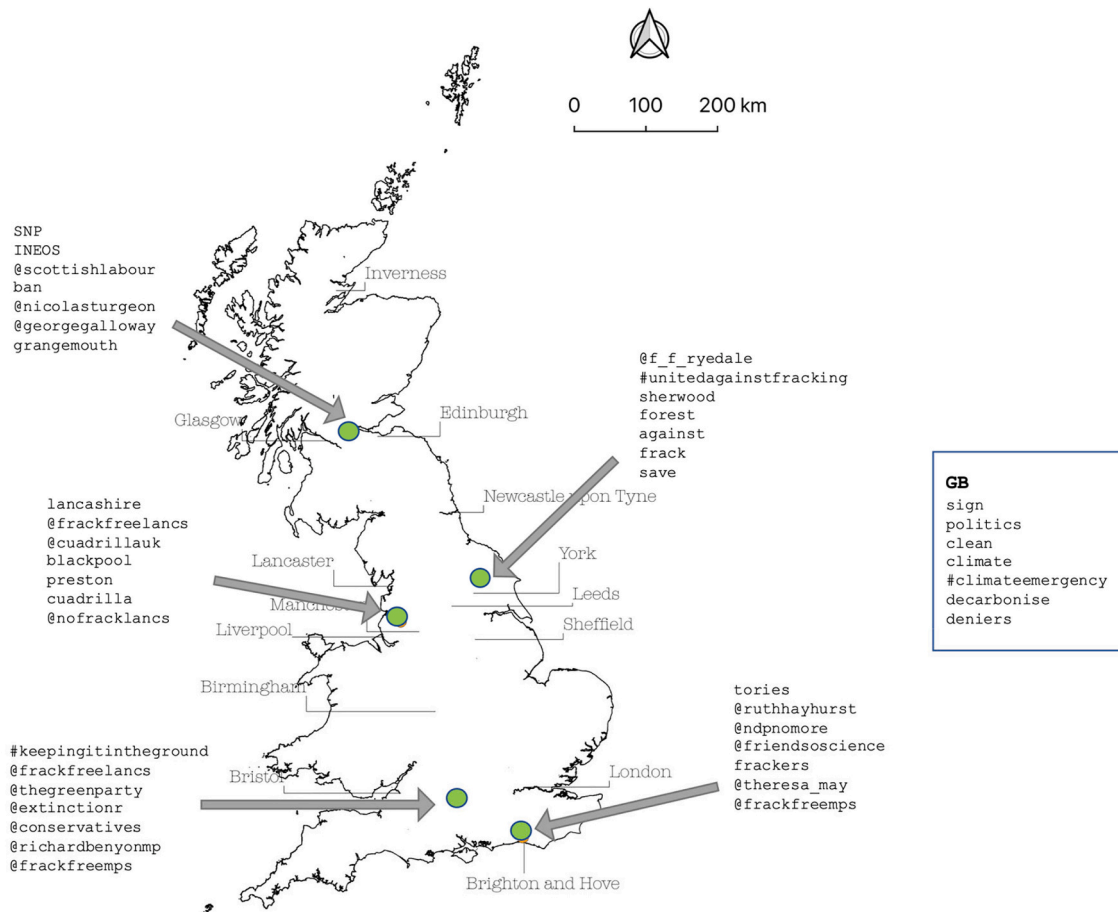 0 100 200 km
SNP
INEOS
@scottishlabour
ban
@nicolasturgeon
@georgegalloway
grangemouth
Inverness
Glasgow
Edinburgh
@f_f_ryedale
#unitedagainstfracking
sherwood
forest
against
frack
save
Newcastle upon Tyne
lancashire
@frackfreelancs
@cuadrillauk
blackpool
preston
cuadrilla
@nofracklancs
Lancaster
York
Leeds
Liverpool
Sheffield
GB
sign
politics
clean
climate
#climateemergency
decarbonise
deniers
Birmingham
#keepingitintheground
@frackfreelancs
@thegreenparty
@extinctionr
@conservatives
@richardbenyonmp
@frackfreemps
Bristol
London
tories
@ruthhayhurst
@ndpnomore
@friendsoscience
frackers
@theresa_may
@frackfreemps
Brighton and Hove